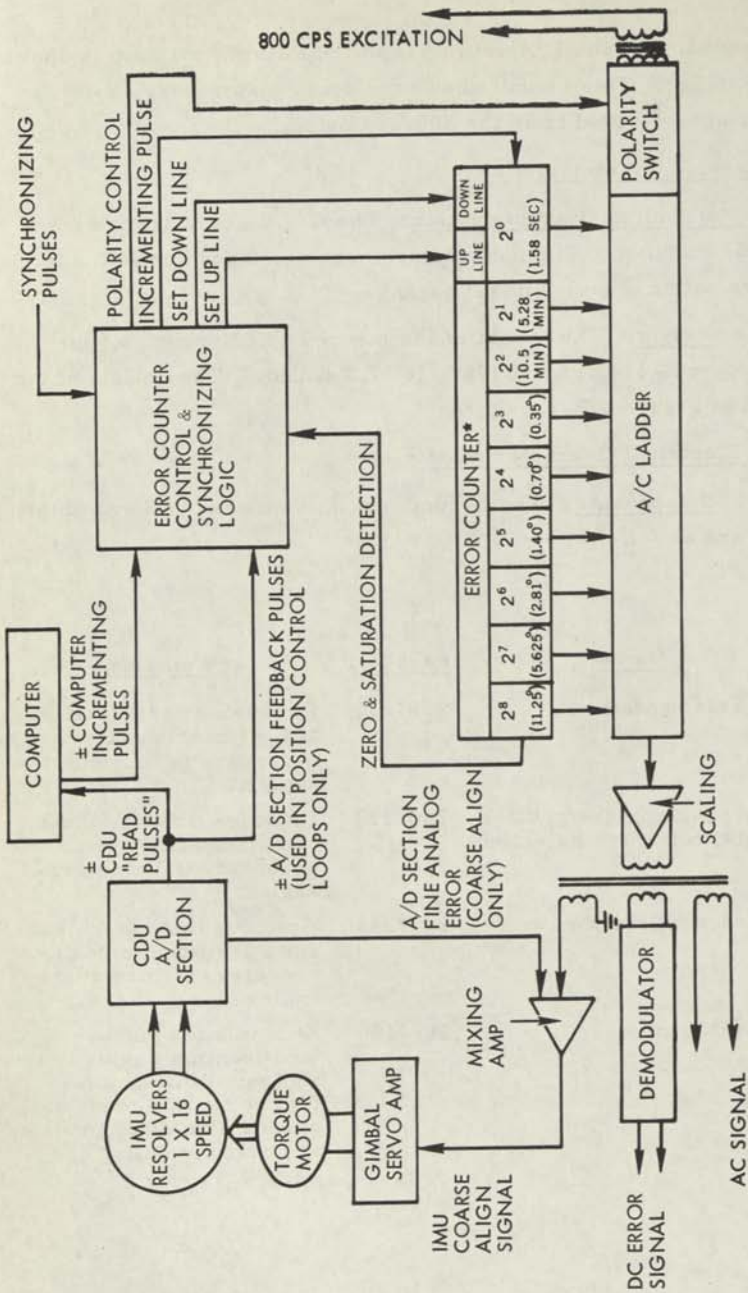 800 CPS EXCITATION
SYNCHRONIZING
PULSES
POLARITY CONTROL
INCREMENTING PULSE
SET DOWN LINE
SET UP LINE
ERROR COUNTER
CONTROL &
SYNCHRONIZING
LOGIC
COMPUTER
± COMPUTER
INCREMENTING
PULSES
±
CDU
"READ
PULSES"
± A/D SECTION FEEDBACK PULSES
(USED IN POSITION CONTROL
LOOPS ONLY)
ZERO & SATURATION DETECTION
CDU
A/D
SECTION
IMU
RESOLVERS
1 X 16
SPEED
TORQUE
MOTOR
GIMBAL
SERVO AMP
IMU
COARSE
ALIGN
SIGNAL
MIXING
AMP
A/D SECTION
FINE ANALOG
ERROR
(COARSE ALIGN
ONLY)
ERROR COUNTER*
UP
LINE
DOWN
LINE
2⁸
(11.25°)
2⁷
(5.625°)
2⁶
(2.81°)
2⁵
(1.40°)
2⁴
(0.70°)
2³
(0.35°)
2²
(10.5
MIN)
2¹
(5.28
MIN)
2⁰
(1.58 SEC)
A/C LADDER
POLARITY
SWITCH
SCALING
DEMODULATOR
DC ERROR
SIGNAL
AC SIGNAL